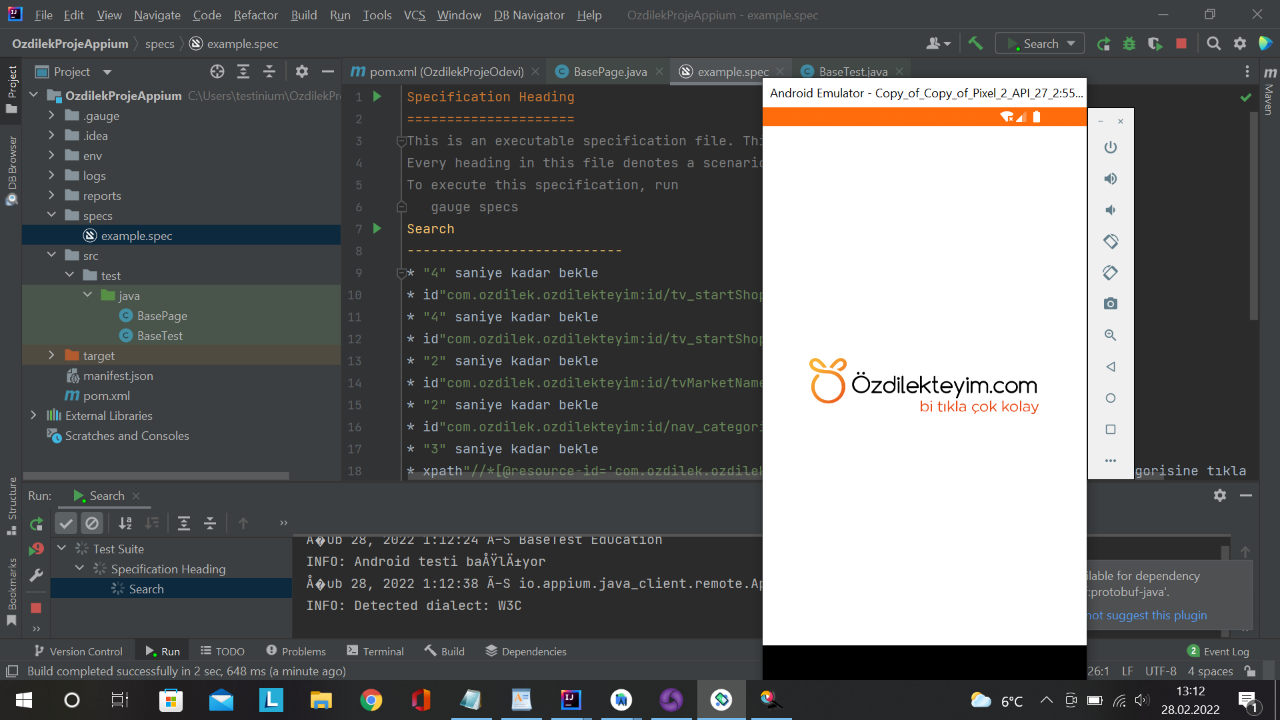 File Edit View Navigate Code Refactor Build Run Tools VCS Window DB Navigator Help OzdilekProjeAppium - example.spec
OzdilekProjeAppium specs example.spec Search
Project
pom.xml (OzdilekProjeOdevi) BasePage.java example.spec BaseTest.java
Project
DB Browser
Structure
Bookmarks
Maven
OzdilekProjeAppium C:\Users\testinium\OzdilekPr
.gauge
.idea
env
logs
reports
specs
example.spec
src
test
java
BasePage
BaseTest
target
manifest.json
pom.xml
External Libraries
Scratches and Consoles
1 Specification Heading
2 =====================
3 This is an executable specification file. Thi
4 Every heading in this file denotes a scenario
5 To execute this specification, run
6 gauge specs
7 Search
8 ---------------------------
9 * "4" saniye kadar bekle
10 * id"com.ozdilek.ozdilekteyim:id/tv_startShop
11 * "4" saniye kadar bekle
12 * id"com.ozdilek.ozdilekteyim:id/tv_startShop
13 * "2" saniye kadar bekle
14 * id"com.ozdilek.ozdilekteyim:id/tvMarketName
15 * "2" saniye kadar bekle
16 * id"com.ozdilek.ozdilekteyim:id/nav_categori
17 * "3" saniye kadar bekle
18 * xpath"//*[@resource-id='com.ozdilek.ozdilek gorisine tıkla
Android Emulator - Copy_of_Copy_of_Pixel_2_API_27_2:55...
Özdilekteyim.com
bi tıkla çok kolay
Run: Search
Test Suite
Specification Heading
Search
Å�ub 28, 2022 1:12:24 Ã–S BaseTest Education
INFO: Android testi baÅŸlÄ±yor
Å�ub 28, 2022 1:12:38 Ã–S io.appium.java_client.remote.Ap
INFO: Detected dialect: W3C
ilable for dependency
:protobuf-java'.
not suggest this plugin
Version Control Run TODO Problems Terminal Build Dependencies 2 Event Log
Build completed successfully in 2 sec, 648 ms (a minute ago) 26:1 LF UTF-8 4 spaces
L 6°C 13:12
28.02.2022 1